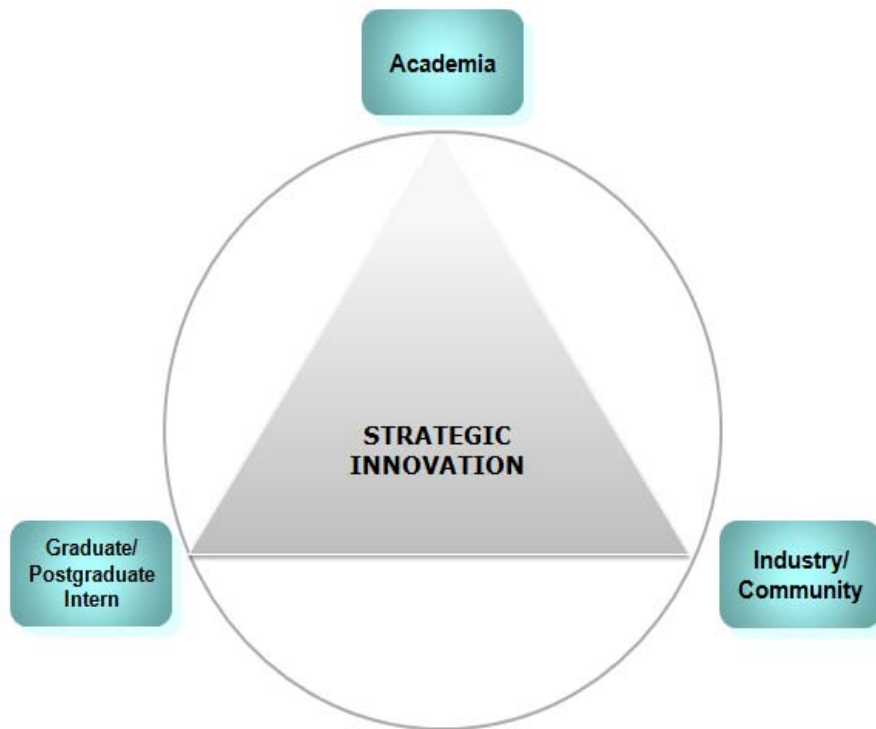 Academia
STRATEGIC
INNOVATION
Graduate/
Postgraduate
Intern
Industry/
Community